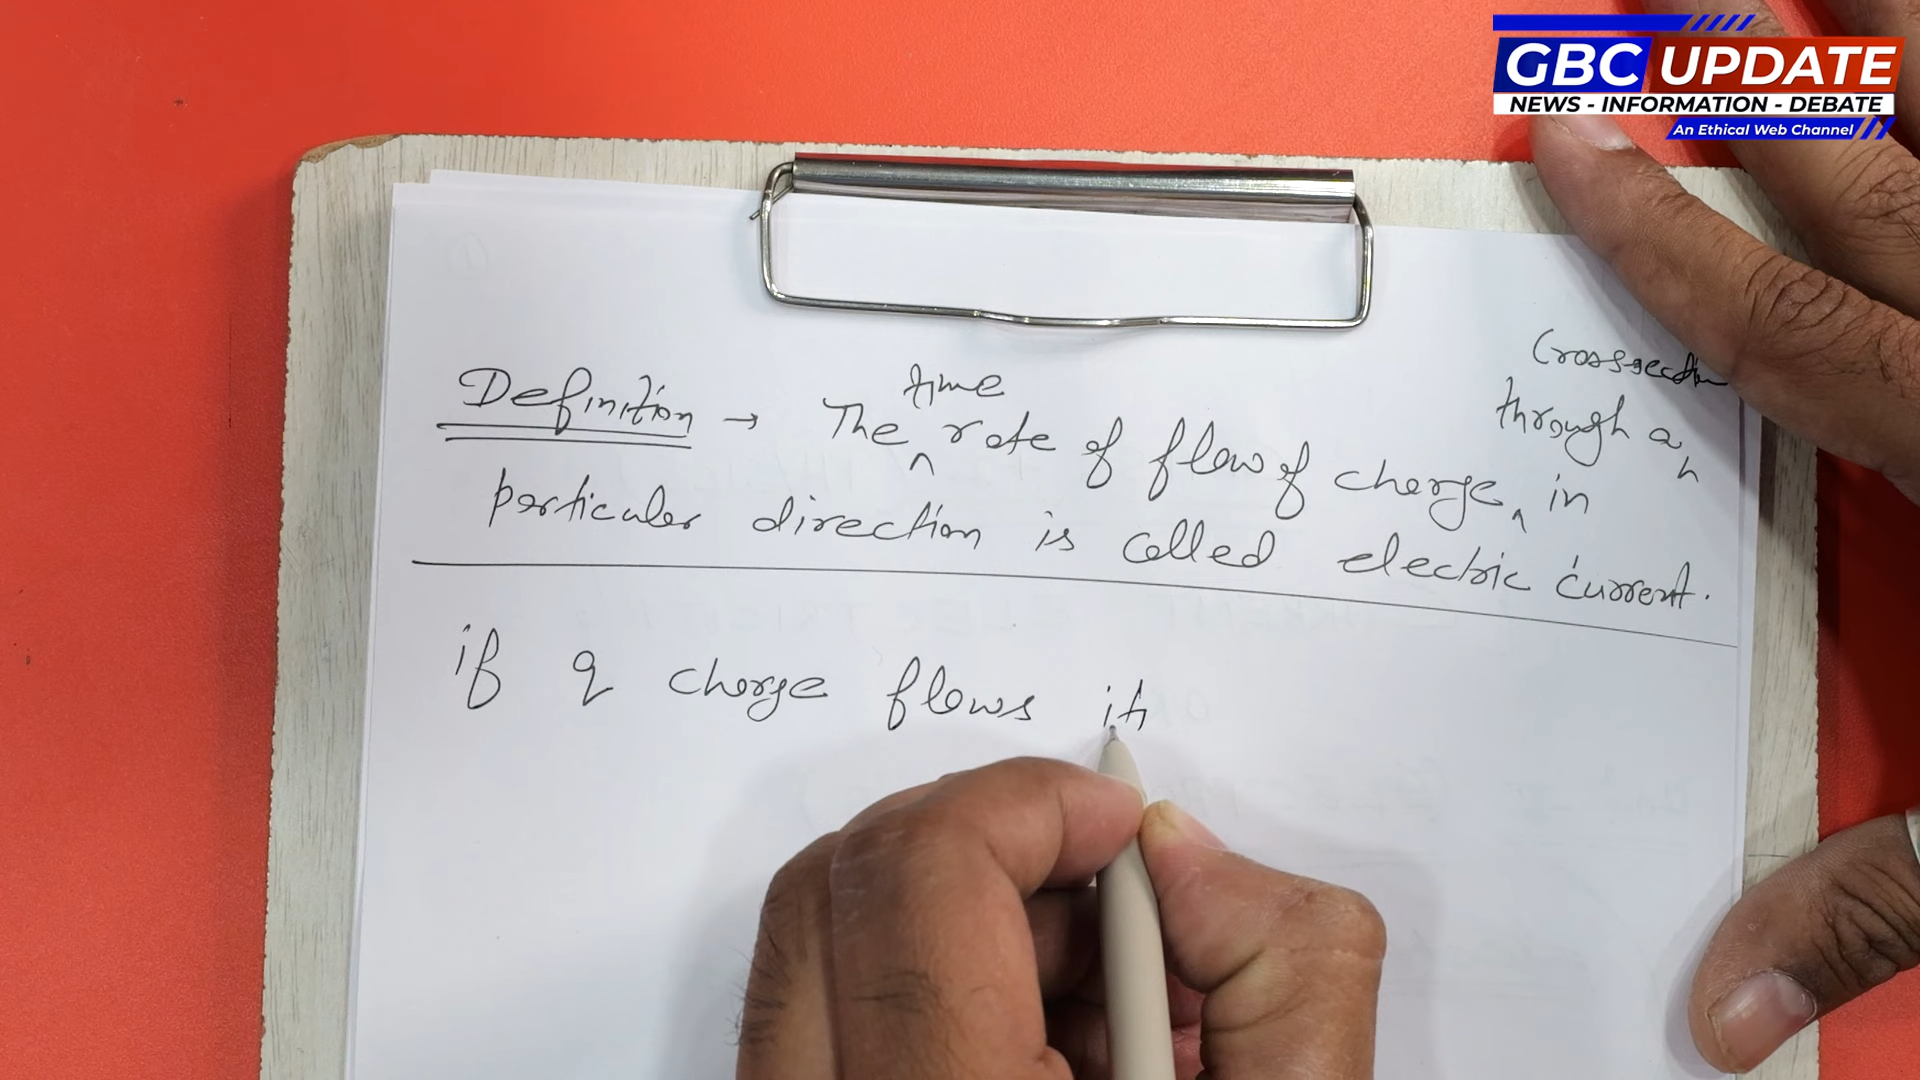 GBC UPDATE
NEWS - INFORMATION - DEBATE
An Ethical Web Channel
time
Crosssection
through a
Definition → The ^ rate of flow of charge ^ in
particular direction is called electric current.
if q charge flows in